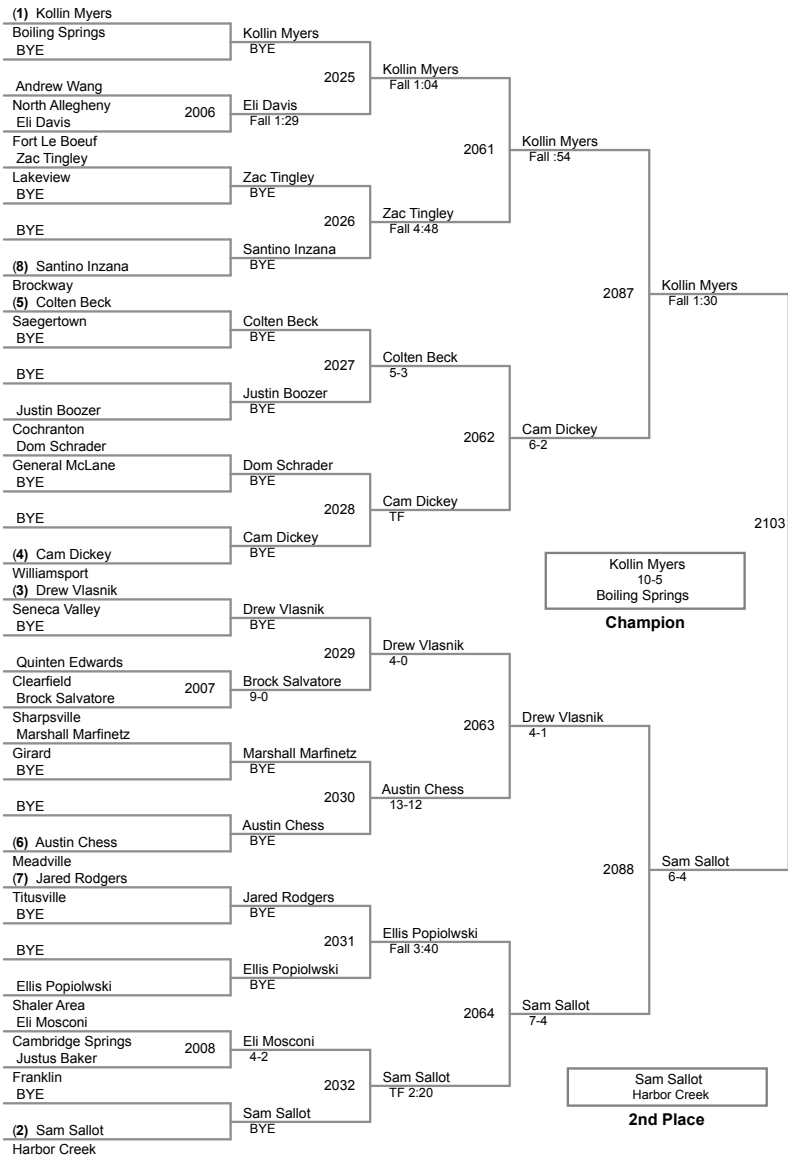 (1) Kollin Myers
Boiling Springs
BYE
Andrew Wang
North Allegheny
Eli Davis
Fort Le Boeuf
Zac Tingley
Lakeview
BYE
BYE
(8) Santino Inzana
Brockway
(5) Colten Beck
Saegertown
BYE
BYE
Justin Boozer
Cochranton
Dom Schrader
General McLane
BYE
BYE
(4) Cam Dickey
Williamsport
(3) Drew Vlasnik
Seneca Valley
BYE
Quinten Edwards
Clearfield
Brock Salvatore
Sharpsville
Marshall Marfinetz
Girard
BYE
BYE
(6) Austin Chess
Meadville
(7) Jared Rodgers
Titusville
BYE
BYE
Ellis Popiolwski
Shaler Area
Eli Mosconi
Cambridge Springs
Justus Baker
Franklin
BYE
(2) Sam Sallot
Harbor Creek
2006
2007
2008
Kollin Myers
BYE
Eli Davis
Fall 1:29
Zac Tingley
BYE
Santino Inzana
BYE
Colten Beck
BYE
Justin Boozer
BYE
Dom Schrader
BYE
Cam Dickey
BYE
Drew Vlasnik
BYE
Brock Salvatore
9-0
Marshall Marfinetz
BYE
Austin Chess
BYE
Jared Rodgers
BYE
Ellis Popiolwski
BYE
Eli Mosconi
4-2
Sam Sallot
BYE
2025
2026
2027
2028
2029
2030
2031
2032
Kollin Myers
Fall 1:04
Zac Tingley
Fall 4:48
Colten Beck
5-3
Cam Dickey
TF
Drew Vlasnik
4-0
Austin Chess
13-12
Ellis Popiolwski
Fall 3:40
Sam Sallot
TF 2:20
2061
2062
2063
2064
Kollin Myers
Fall :54
Cam Dickey
6-2
Drew Vlasnik
4-1
Sam Sallot
7-4
2087
2088
Kollin Myers
Fall 1:30
Sam Sallot
6-4
2103
Kollin Myers
10-5
Boiling Springs
Champion
Sam Sallot
Harbor Creek
2nd Place